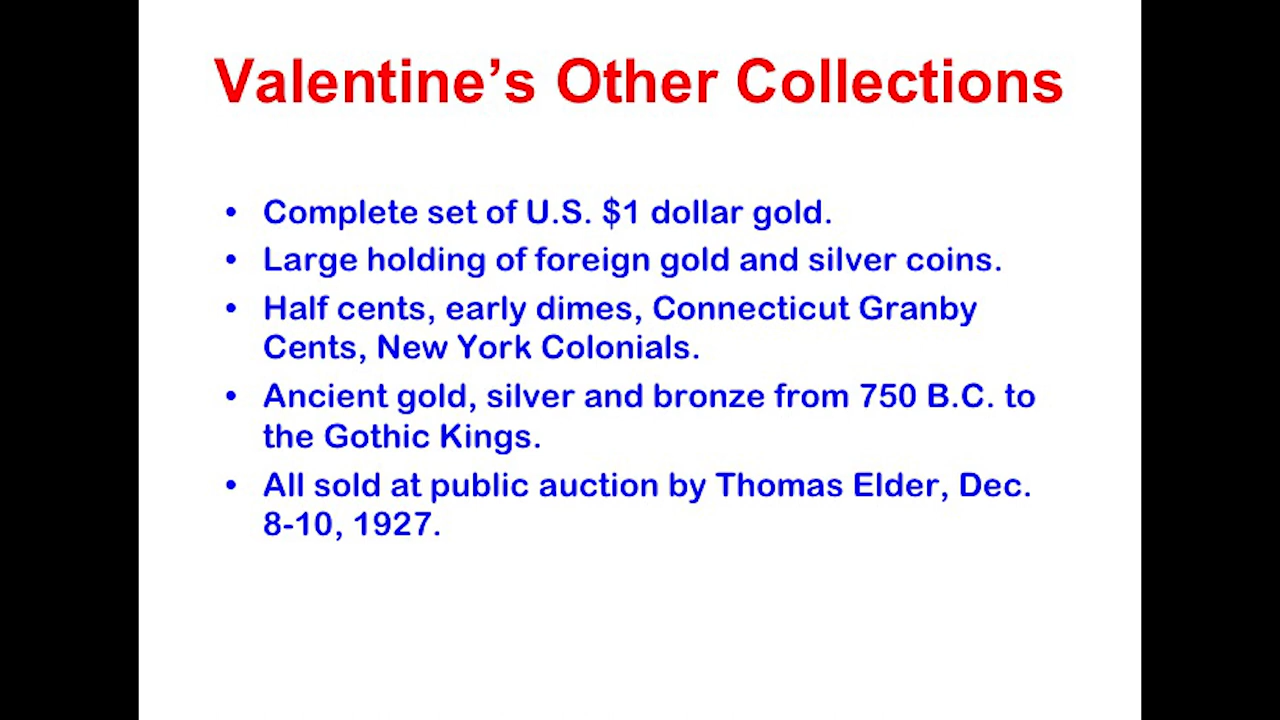 Valentine’s Other Collections
• Complete set of U.S. $1 dollar gold.
• Large holding of foreign gold and silver coins.
• Half cents, early dimes, Connecticut Granby
Cents, New York Colonials.
• Ancient gold, silver and bronze from 750 B.C. to
the Gothic Kings.
• All sold at public auction by Thomas Elder, Dec.
8-10, 1927.